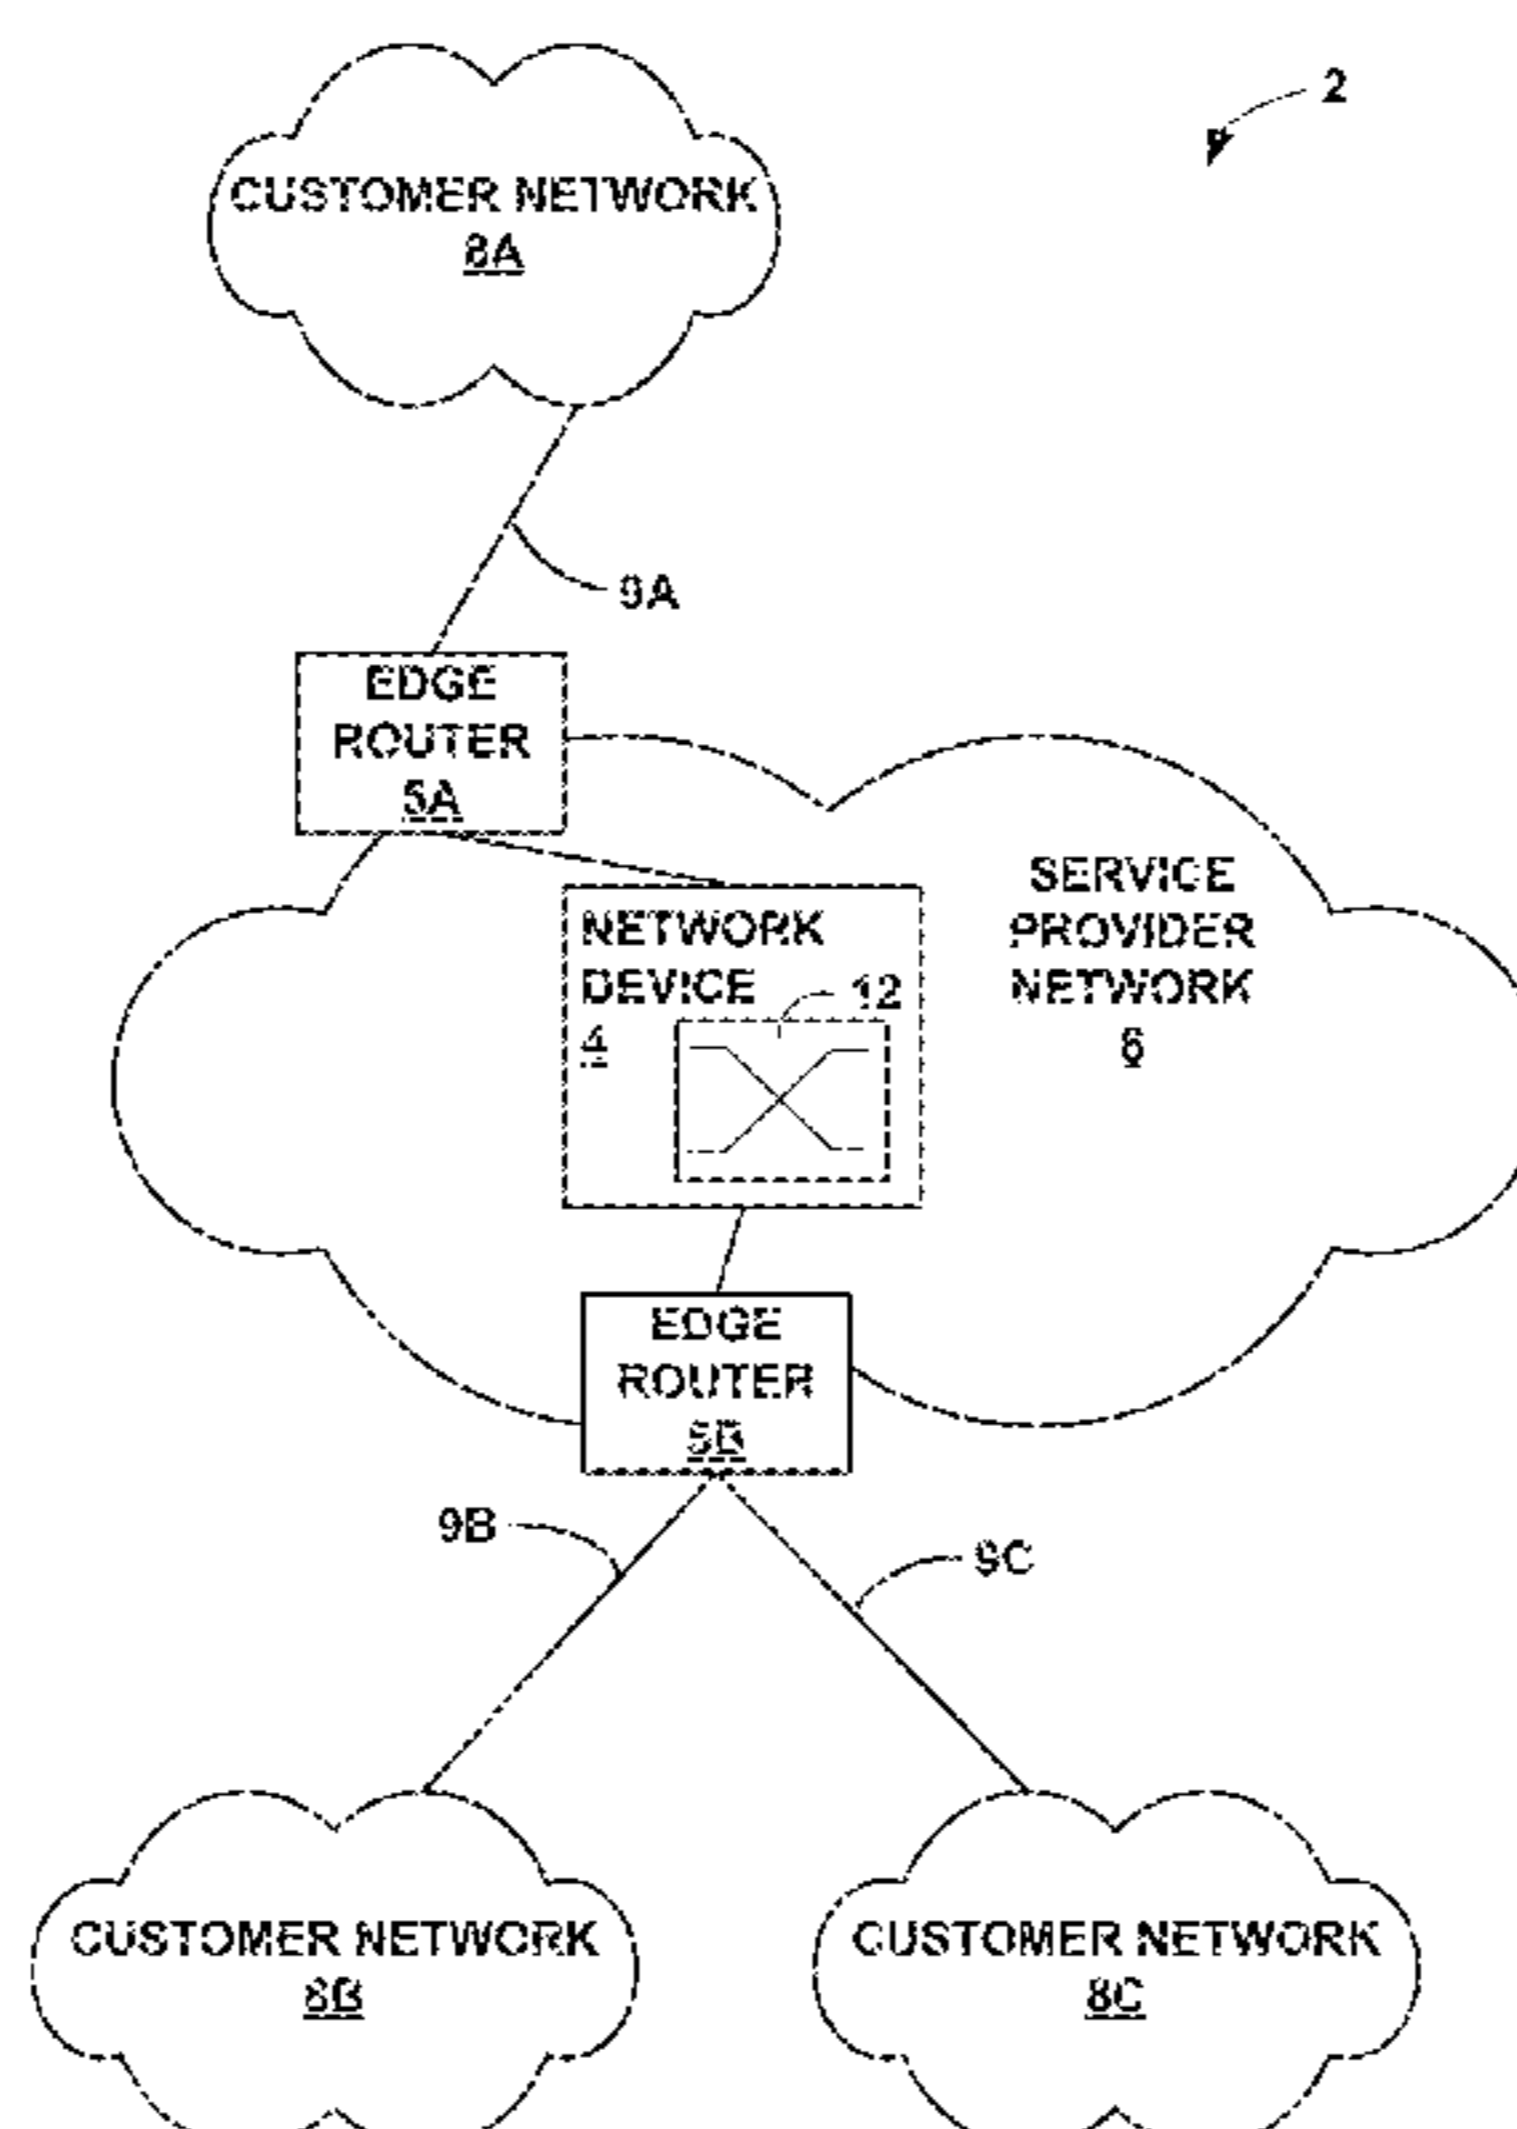 2
CUSTOMER NETWORK
8A
9A
EDGE
ROUTER
5A
SERVICE
PROVIDER
NETWORK
6
NETWORK
DEVICE
4
12
EDGE
ROUTER
5B
9B
9C
CUSTOMER NETWORK
8B
CUSTOMER NETWORK
8C